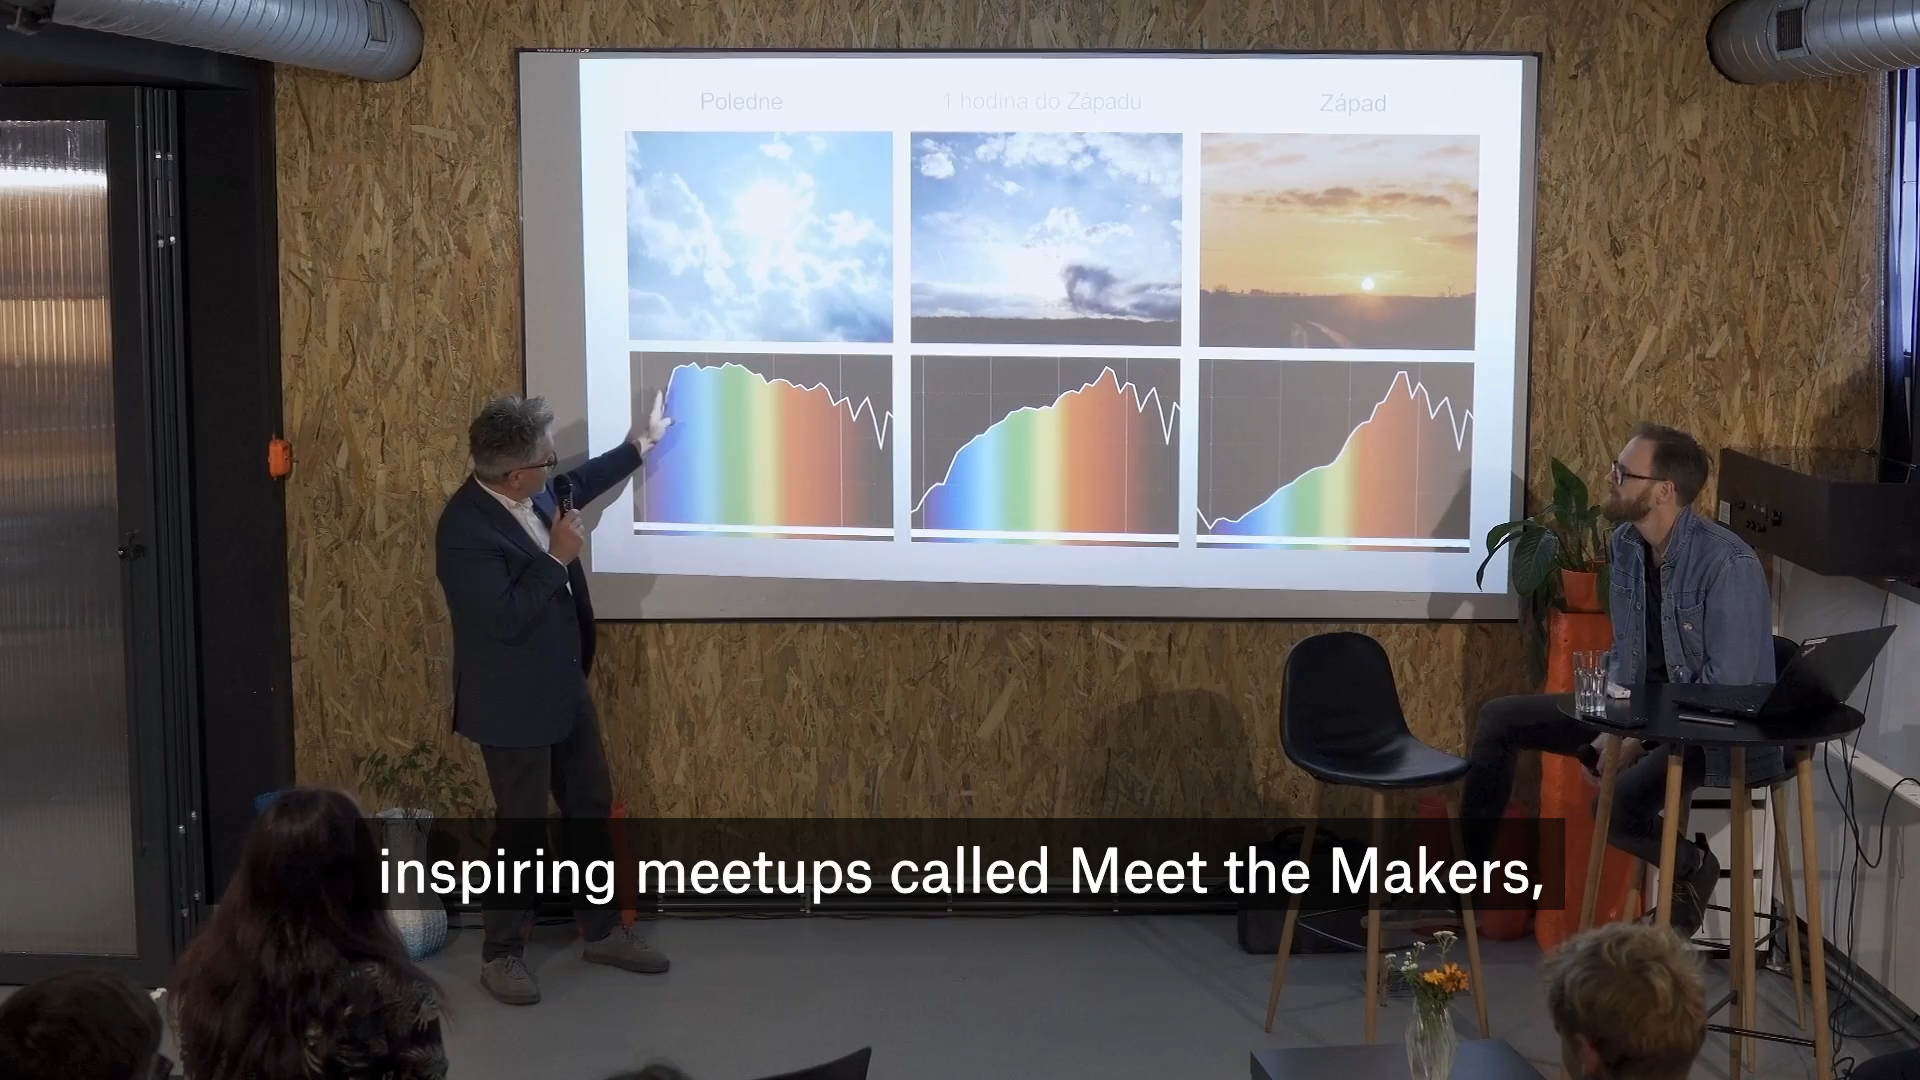 Poledne
1 hodina do Západu
Západ
inspiring meetups called Meet the Makers,